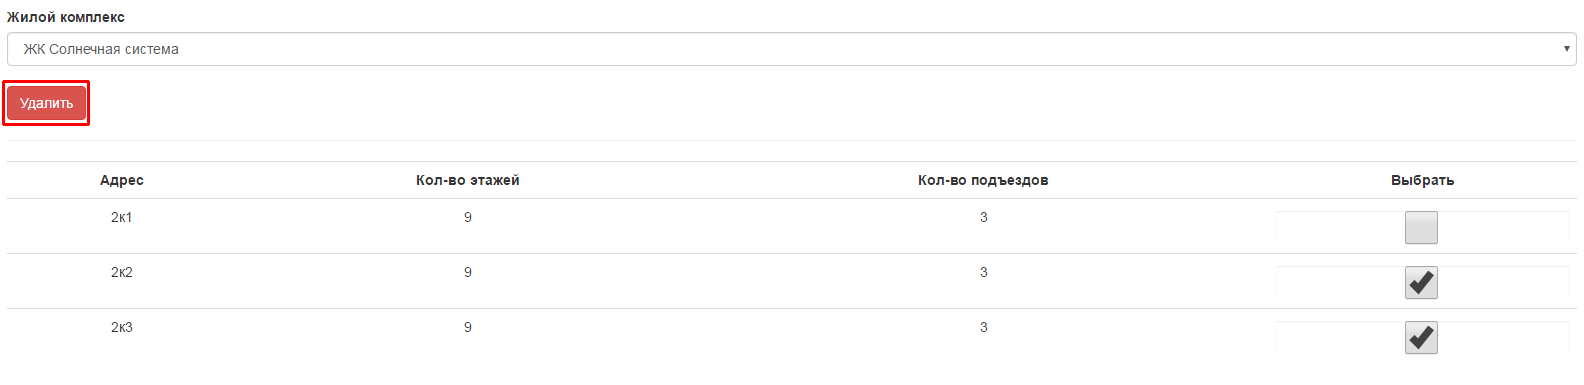 Жилой комплекс
ЖК Солнечная система
Удалить
Адрес Кол-во этажей Кол-во подъездов Выбрать
2к1 9 3
2к2 9 3
2к3 9 3